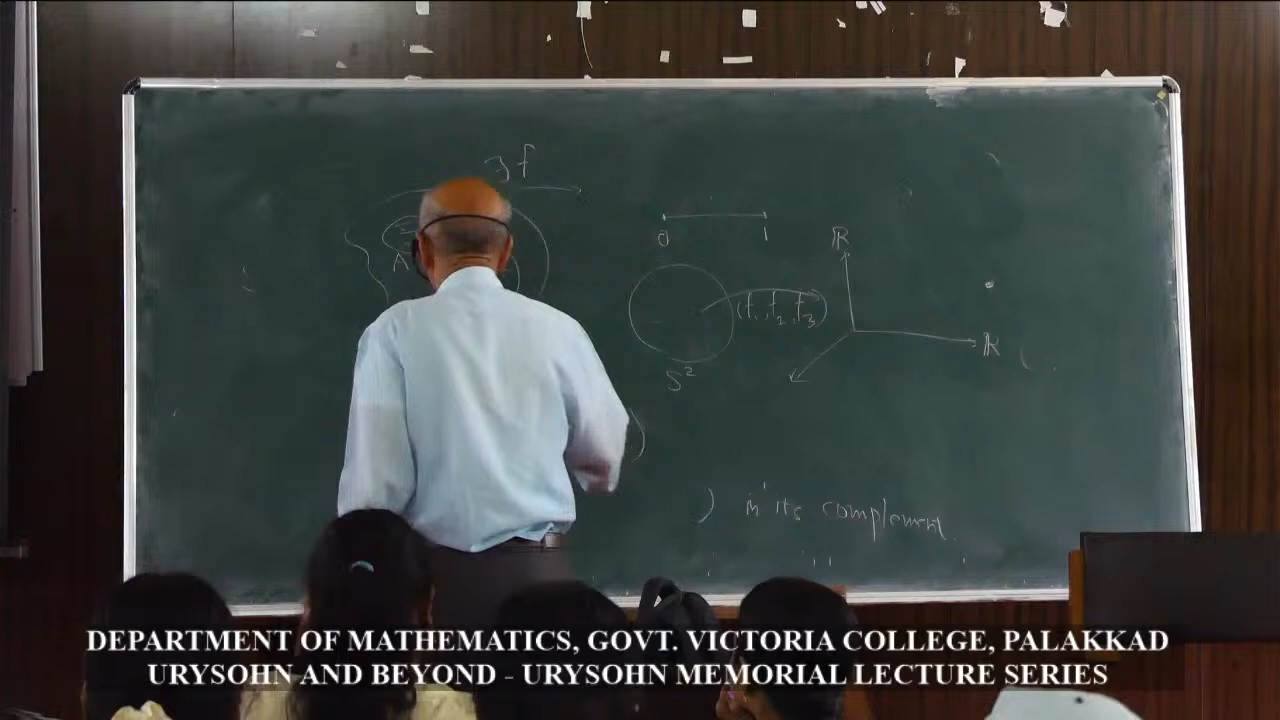 ∃ f
0 1
ℝ
A
(f₁, f₂, f₃)
ℝ
S²
) in its complement
DEPARTMENT OF MATHEMATICS, GOVT. VICTORIA COLLEGE, PALAKKAD
URYSOHN AND BEYOND - URYSOHN MEMORIAL LECTURE SERIES